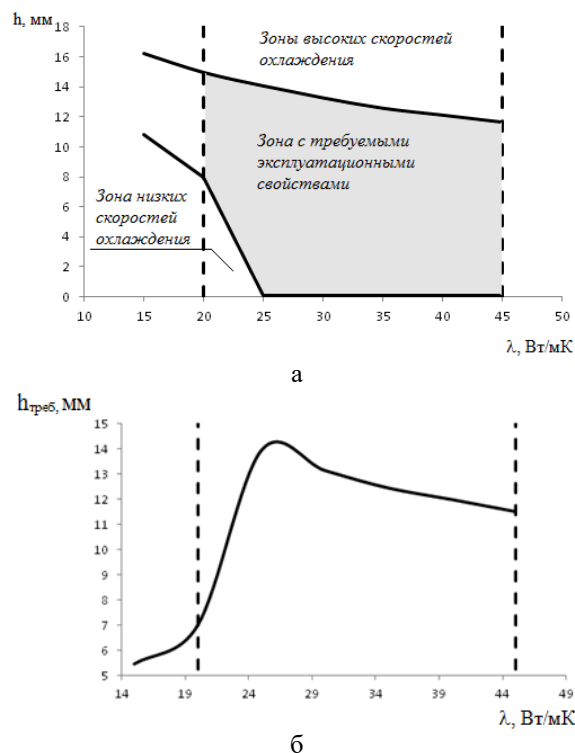 h, мм
18
16
14
12
10
8
6
4
2
0
Зоны высоких скоростей
охлаждения
Зона с требуемыми
эксплуатационными
свойствами
Зона низких
скоростей
охлаждения
10 15 20 25 30 35 40 45 50
λ, Вт/мК
а
hтреб, мм
15
14
13
12
11
10
9
8
7
6
5
14 19 24 29 34 39 44 49
λ, Вт/мК
б